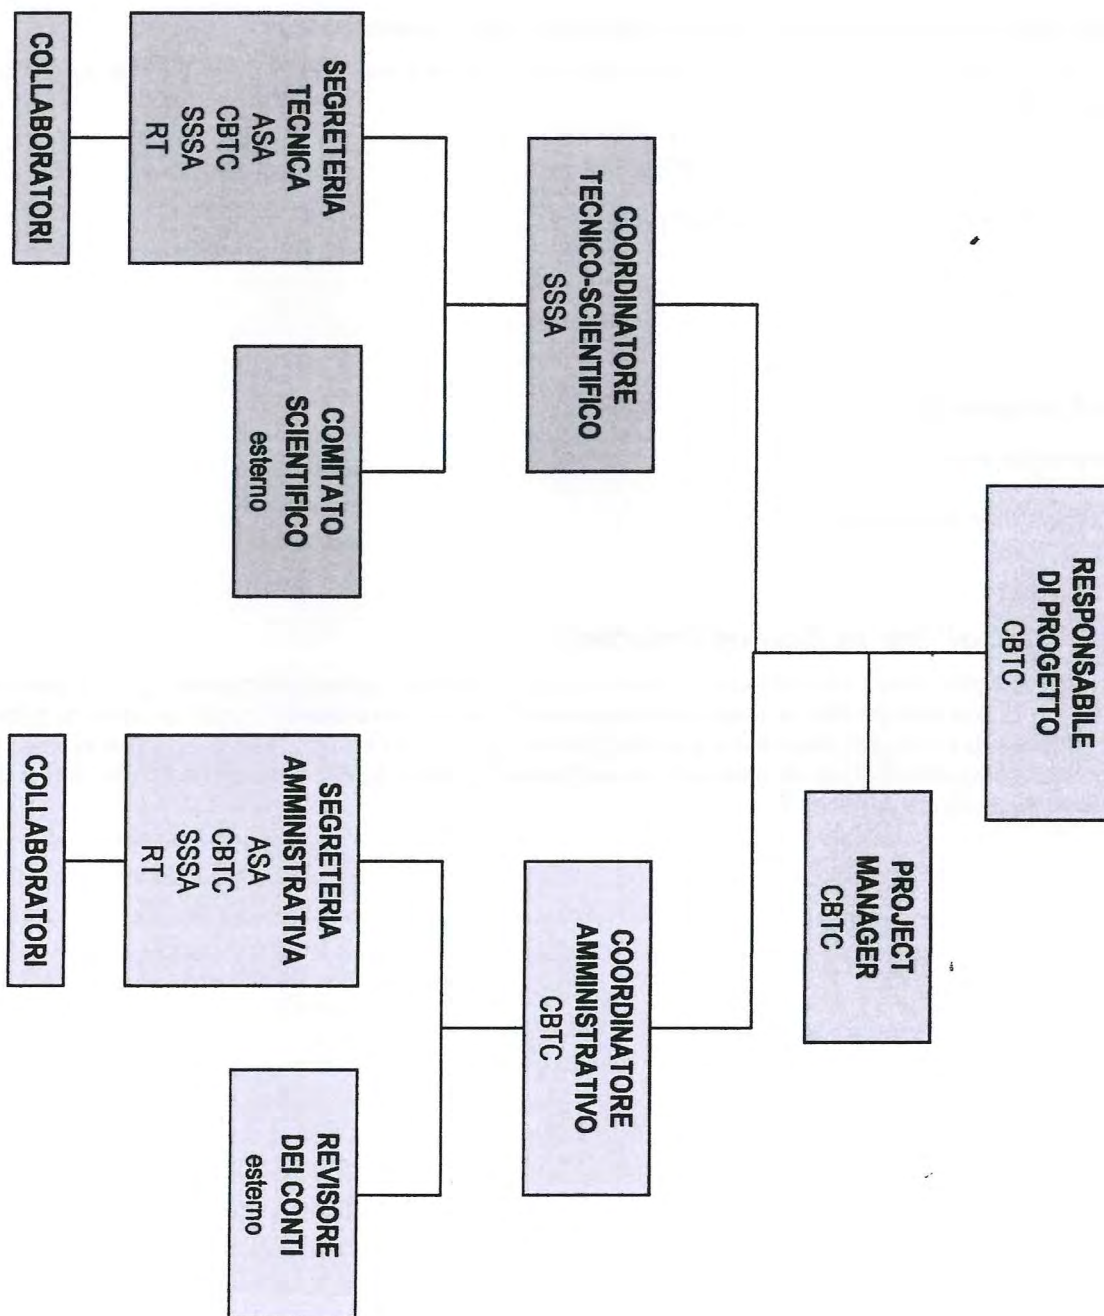 RESPONSABILE
DI PROGETTO
CBTC
PROJECT
MANAGER
CBTC
COORDINATORE
TECNICO-SCIENTIFICO
SSSA
COORDINATORE
AMMINISTRATIVO
CBTC
SEGRETERIA
TECNICA
ASA
CBTC
SSSA
RT
COMITATO
SCIENTIFICO
esterno
SEGRETERIA
AMMINISTRATIVA
ASA
CBTC
SSSA
RT
REVISORE
DEI CONTI
esterno
COLLABORATORI
COLLABORATORI